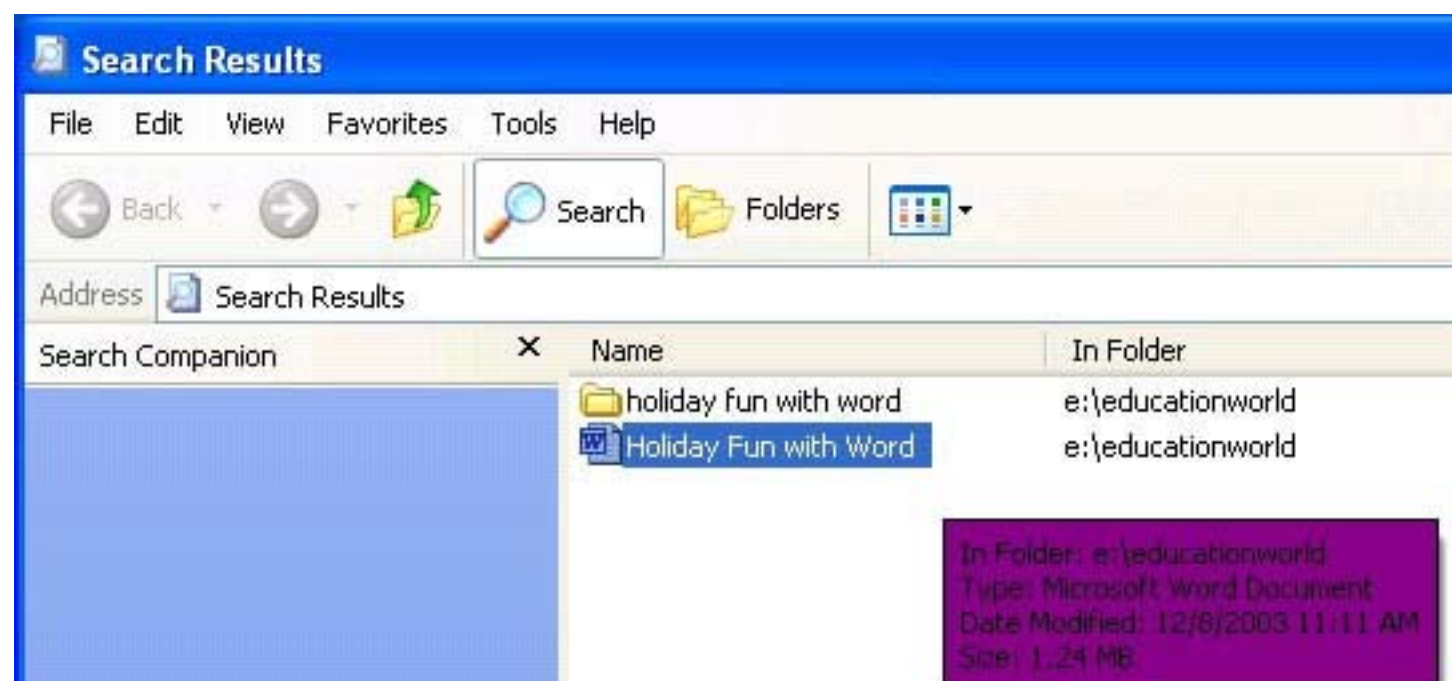 Search Results
File Edit View Favorites Tools Help
Back Search Folders
Address Search Results
Search Companion Name In Folder
holiday fun with word e:\educationworld
Holiday Fun with Word e:\educationworld
In Folder: e:\educationworld
Type: Microsoft Word Document
Date Modified: 12/8/2003 11:11 AM
Size: 1.24 MB